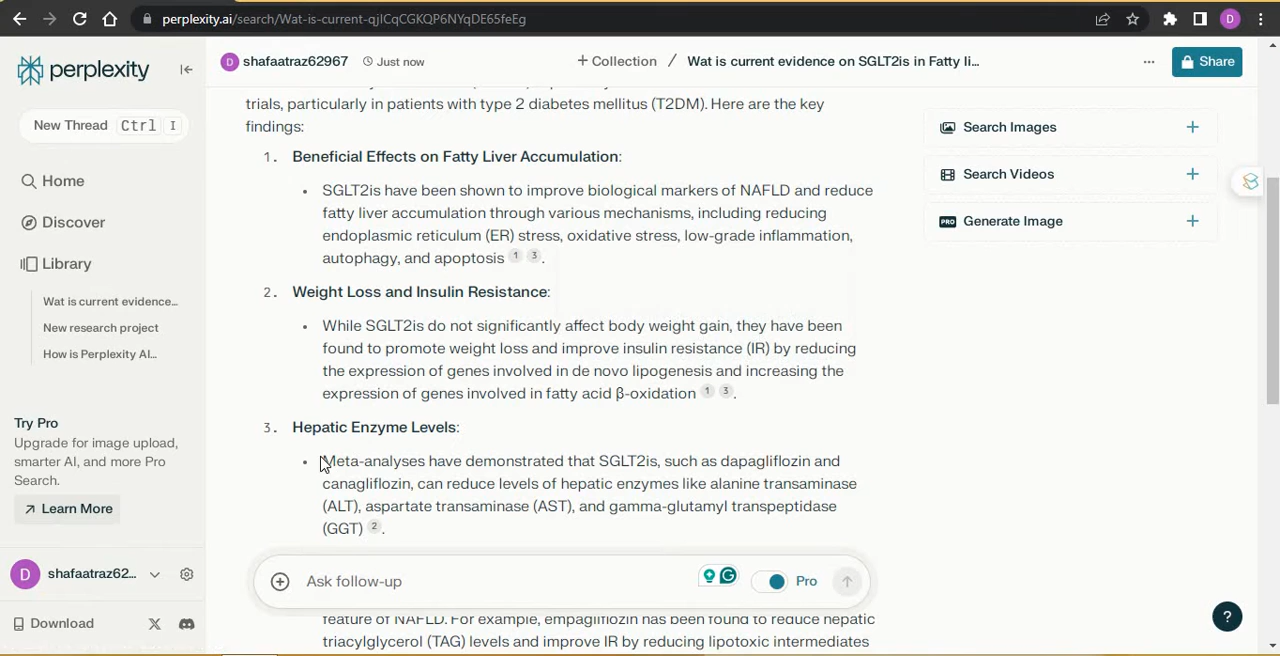 perplexity.ai/search/Wat-is-current-qjlCqCGKQP6NYqDE65feEg
D
perplexity
New Thread Ctrl I
Home
Discover
Library
Wat is current evidence...
New research project
How is Perplexity AI...
Try Pro
Upgrade for image upload,
smarter AI, and more Pro
Search.
Learn More
D shafaatraz62...
Download
D shafaatraz62967 Just now
+ Collection / Wat is current evidence on SGLT2is in Fatty li...
... Share
trials, particularly in patients with type 2 diabetes mellitus (T2DM). Here are the key
findings:
1. Beneficial Effects on Fatty Liver Accumulation:
• SGLT2is have been shown to improve biological markers of NAFLD and reduce
fatty liver accumulation through various mechanisms, including reducing
endoplasmic reticulum (ER) stress, oxidative stress, low-grade inflammation,
autophagy, and apoptosis 1 3.
2. Weight Loss and Insulin Resistance:
• While SGLT2is do not significantly affect body weight gain, they have been
found to promote weight loss and improve insulin resistance (IR) by reducing
the expression of genes involved in de novo lipogenesis and increasing the
expression of genes involved in fatty acid β-oxidation 1 3.
3. Hepatic Enzyme Levels:
• Meta-analyses have demonstrated that SGLT2is, such as dapagliflozin and
canagliflozin, can reduce levels of hepatic enzymes like alanine transaminase
(ALT), aspartate transaminase (AST), and gamma-glutamyl transpeptidase
(GGT) 2.
Ask follow-up
Pro
feature of NAFLD. For example, empagliflozin has been found to reduce hepatic
triacylglycerol (TAG) levels and improve IR by reducing lipotoxic intermediates
Search Images +
Search Videos +
PRO Generate Image +
?